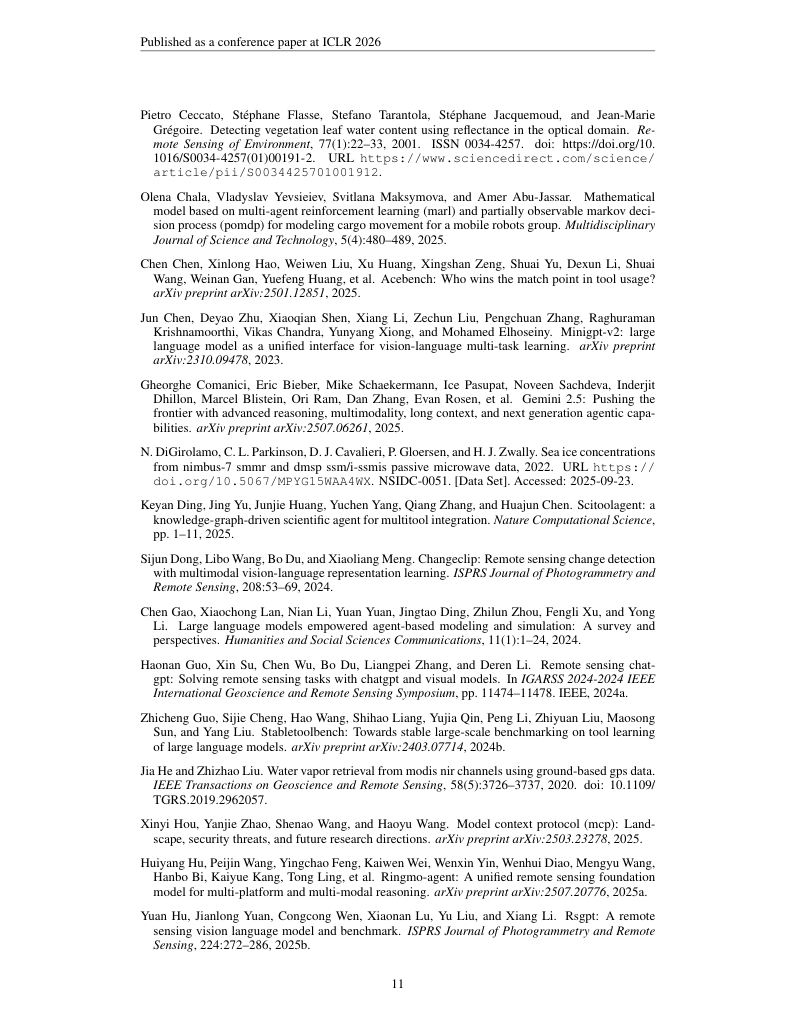 Published as a conference paper at ICLR 2026
Pietro Ceccato, Stéphane Flasse, Stefano Tarantola, Stéphane Jacquemoud, and Jean-Marie
Grégoire. Detecting vegetation leaf water content using reflectance in the optical domain. Re-
mote Sensing of Environment, 77(1):22–33, 2001. ISSN 0034-4257. doi: https://doi.org/10.
1016/S0034-4257(01)00191-2. URL https://www.sciencedirect.com/science/
article/pii/S0034425701001912.
Olena Chala, Vladyslav Yevsieiev, Svitlana Maksymova, and Amer Abu-Jassar. Mathematical
model based on multi-agent reinforcement learning (marl) and partially observable markov deci-
sion process (pomdp) for modeling cargo movement for a mobile robots group. Multidisciplinary
Journal of Science and Technology, 5(4):480–489, 2025.
Chen Chen, Xinlong Hao, Weiwen Liu, Xu Huang, Xingshan Zeng, Shuai Yu, Dexun Li, Shuai
Wang, Weinan Gan, Yuefeng Huang, et al. Acebench: Who wins the match point in tool usage?
arXiv preprint arXiv:2501.12851, 2025.
Jun Chen, Deyao Zhu, Xiaoqian Shen, Xiang Li, Zechun Liu, Pengchuan Zhang, Raghuraman
Krishnamoorthi, Vikas Chandra, Yunyang Xiong, and Mohamed Elhoseiny. Minigpt-v2: large
language model as a unified interface for vision-language multi-task learning. arXiv preprint
arXiv:2310.09478, 2023.
Gheorghe Comanici, Eric Bieber, Mike Schaekermann, Ice Pasupat, Noveen Sachdeva, Inderjit
Dhillon, Marcel Blistein, Ori Ram, Dan Zhang, Evan Rosen, et al. Gemini 2.5: Pushing the
frontier with advanced reasoning, multimodality, long context, and next generation agentic capa-
bilities. arXiv preprint arXiv:2507.06261, 2025.
N. DiGirolamo, C. L. Parkinson, D. J. Cavalieri, P. Gloersen, and H. J. Zwally. Sea ice concentrations
from nimbus-7 smmr and dmsp ssm/i-ssmis passive microwave data, 2022. URL https://
doi.org/10.5067/MPYG15WAA4WX. NSIDC-0051. [Data Set]. Accessed: 2025-09-23.
Keyan Ding, Jing Yu, Junjie Huang, Yuchen Yang, Qiang Zhang, and Huajun Chen. Scitoolagent: a
knowledge-graph-driven scientific agent for multitool integration. Nature Computational Science,
pp. 1–11, 2025.
Sijun Dong, Libo Wang, Bo Du, and Xiaoliang Meng. Changeclip: Remote sensing change detection
with multimodal vision-language representation learning. ISPRS Journal of Photogrammetry and
Remote Sensing, 208:53–69, 2024.
Chen Gao, Xiaochong Lan, Nian Li, Yuan Yuan, Jingtao Ding, Zhilun Zhou, Fengli Xu, and Yong
Li. Large language models empowered agent-based modeling and simulation: A survey and
perspectives. Humanities and Social Sciences Communications, 11(1):1–24, 2024.
Haonan Guo, Xin Su, Chen Wu, Bo Du, Liangpei Zhang, and Deren Li. Remote sensing chat-
gpt: Solving remote sensing tasks with chatgpt and visual models. In IGARSS 2024-2024 IEEE
International Geoscience and Remote Sensing Symposium, pp. 11474–11478. IEEE, 2024a.
Zhicheng Guo, Sijie Cheng, Hao Wang, Shihao Liang, Yujia Qin, Peng Li, Zhiyuan Liu, Maosong
Sun, and Yang Liu. Stabletoolbench: Towards stable large-scale benchmarking on tool learning
of large language models. arXiv preprint arXiv:2403.07714, 2024b.
Jia He and Zhizhao Liu. Water vapor retrieval from modis nir channels using ground-based gps data.
IEEE Transactions on Geoscience and Remote Sensing, 58(5):3726–3737, 2020. doi: 10.1109/
TGRS.2019.2962057.
Xinyi Hou, Yanjie Zhao, Shenao Wang, and Haoyu Wang. Model context protocol (mcp): Land-
scape, security threats, and future research directions. arXiv preprint arXiv:2503.23278, 2025.
Huiyang Hu, Peijin Wang, Yingchao Feng, Kaiwen Wei, Wenxin Yin, Wenhui Diao, Mengyu Wang,
Hanbo Bi, Kaiyue Kang, Tong Ling, et al. Ringmo-agent: A unified remote sensing foundation
model for multi-platform and multi-modal reasoning. arXiv preprint arXiv:2507.20776, 2025a.
Yuan Hu, Jianlong Yuan, Congcong Wen, Xiaonan Lu, Yu Liu, and Xiang Li. Rsgpt: A remote
sensing vision language model and benchmark. ISPRS Journal of Photogrammetry and Remote
Sensing, 224:272–286, 2025b.
11